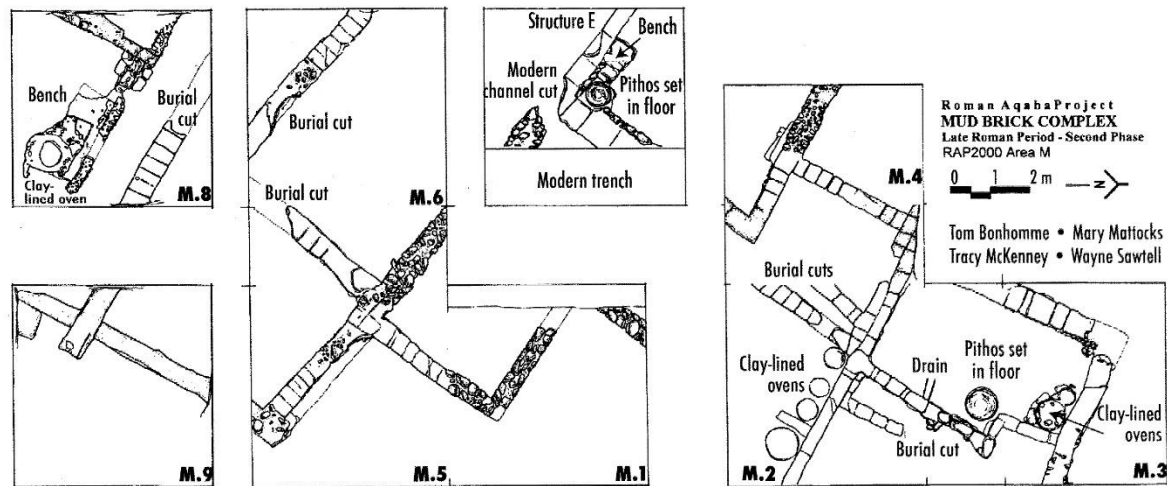 Bench
Burial
cut
Clay-
lined oven
M.8
Burial cut
Burial cut
M.6
Structure E
Bench
Modern
channel cut
Pithos set
in floor
Modern trench
M.4
Roman AqabaProject
MUD BRICK COMPLEX
Late Roman Period - Second Phase
RAP2000 Area M
0 1 2 m
N
Tom Bonhomme • Mary Mattocks
Tracy McKenney • Wayne Sawtell
M.9
M.5
M.1
Burial cuts
Clay-lined
ovens
Drain
Pithos set
in floor
Clay-lined
ovens
Burial cut
M.2
M.3